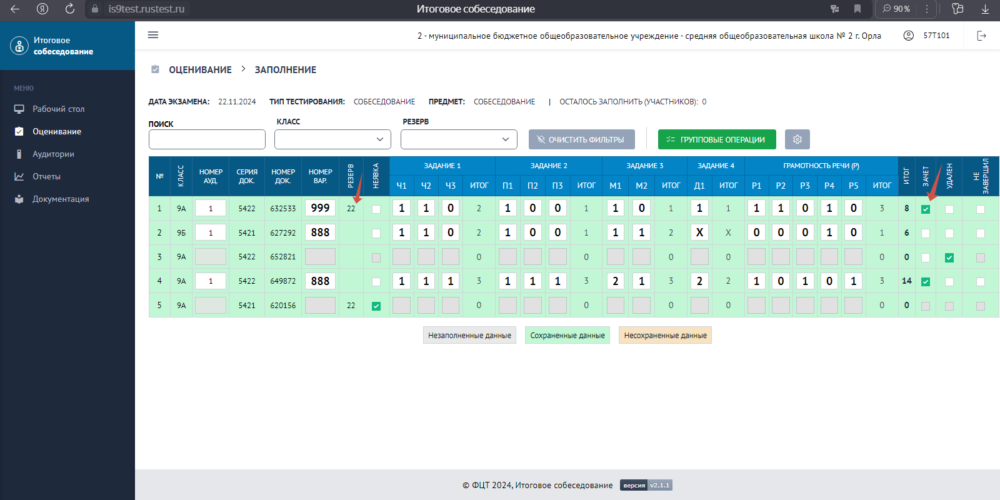 is9test.rustest.ru
Итоговое собеседование
90 %
Итоговое
собеседование
2 - муниципальное бюджетное общеобразовательное учреждение - средняя общеобразовательная школа № 2 г. Орла
57Т101
МЕНЮ
Рабочий стол
Оценивание
Аудитории
Отчеты
Документация
ОЦЕНИВАНИЕ > ЗАПОЛНЕНИЕ
ДАТА ЭКЗАМЕНА: 22.11.2024 ТИП ТЕСТИРОВАНИЯ: СОБЕСЕДОВАНИЕ ПРЕДМЕТ: СОБЕСЕДОВАНИЕ | ОСТАЛОСЬ ЗАПОЛНИТЬ (УЧАСТНИКОВ): 0
ПОИСК КЛАСС РЕЗЕРВ
ОЧИСТИТЬ ФИЛЬТРЫ ГРУППОВЫЕ ОПЕРАЦИИ
№ КЛАСС НОМЕР АУД. СЕРИЯ ДОК. НОМЕР ДОК. НОМЕР ВАР. РЕЗЕРВ НЕЯВКА ЗАДАНИЕ 1 ЗАДАНИЕ 2 ЗАДАНИЕ 3 ЗАДАНИЕ 4 ГРАМОТНОСТЬ РЕЧИ (Р) ИТОГ ЗАЧЕТ УДАЛЕН НЕ ЗАВЕРШИЛ
Ч1 Ч2 Ч3 ИТОГ П1 П2 П3 ИТОГ М1 М2 ИТОГ Д1 ИТОГ Р1 Р2 Р3 Р4 Р5 ИТОГ
1 9А 1 5422 632533 999 22 1 1 0 2 1 0 0 1 1 0 1 1 1 1 1 0 1 0 3 8
2 9Б 1 5421 627292 888 1 1 0 2 1 0 0 1 1 1 2 X X 0 0 0 1 0 1 6
3 9А 5422 652821 0 0 0 0 0 0
4 9А 1 5422 649872 888 1 1 1 3 1 1 1 3 2 1 3 2 2 1 0 1 0 1 3 14
5 9А 5421 620156 22 0 0 0 0 0 0
Незаполненные данные Сохраненные данные Несохраненные данные
© ФЦТ 2024, Итоговое собеседование версия v2.1.1